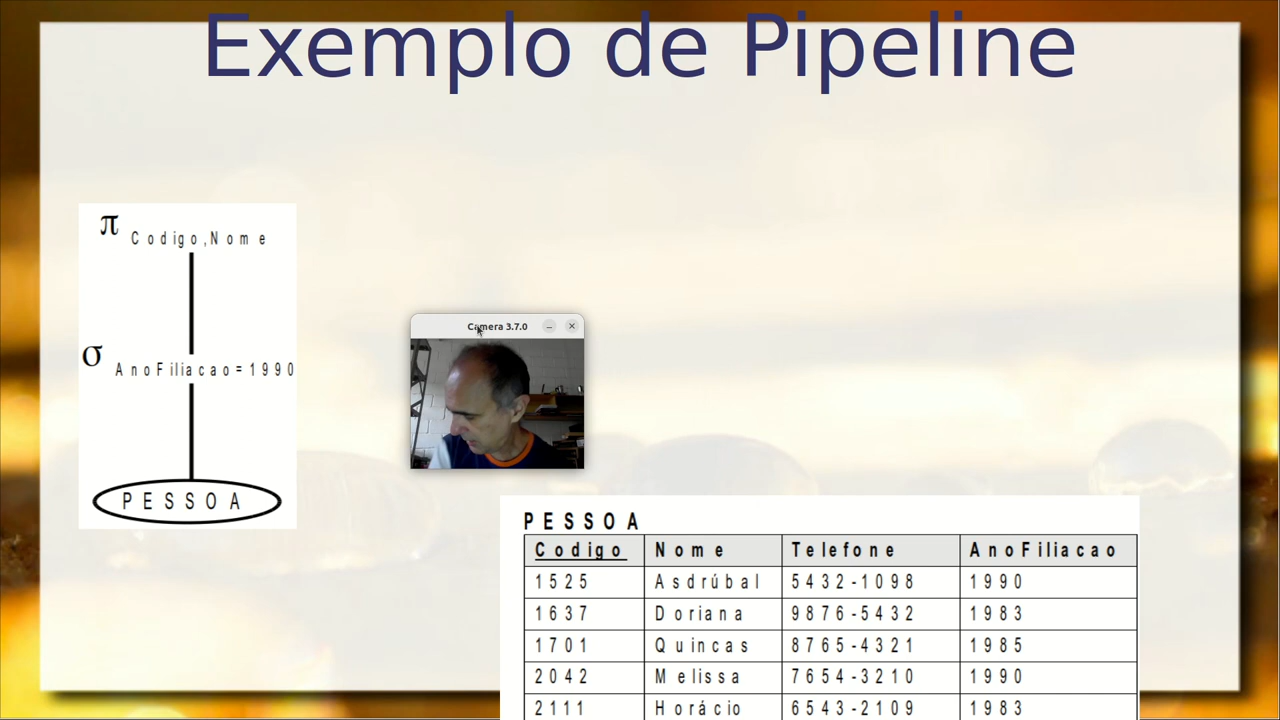 Exemplo de Pipeline
π Codigo,Nome
σ AnoFiliacao=1990
PESSOA
Camera 3.7.0
PESSOA
Codigo Nome Telefone AnoFiliacao
1525 Asdrúbal 5432-1098 1990
1637 Doriana 9876-5432 1983
1701 Quincas 8765-4321 1985
2042 Melissa 7654-3210 1990
2111 Horácio 6543-2109 1983